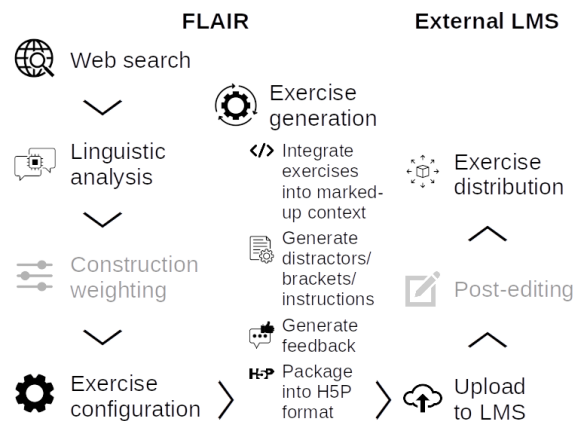 FLAIR
External LMS
Web search
Linguistic
analysis
Construction
weighting
Exercise
configuration
Exercise
generation
</> Integrate
exercises
into marked-
up context
Generate
distractors/
brackets/
instructions
Generate
feedback
H5P Package
into H5P
format
Upload
to LMS
Post-editing
Exercise
distribution